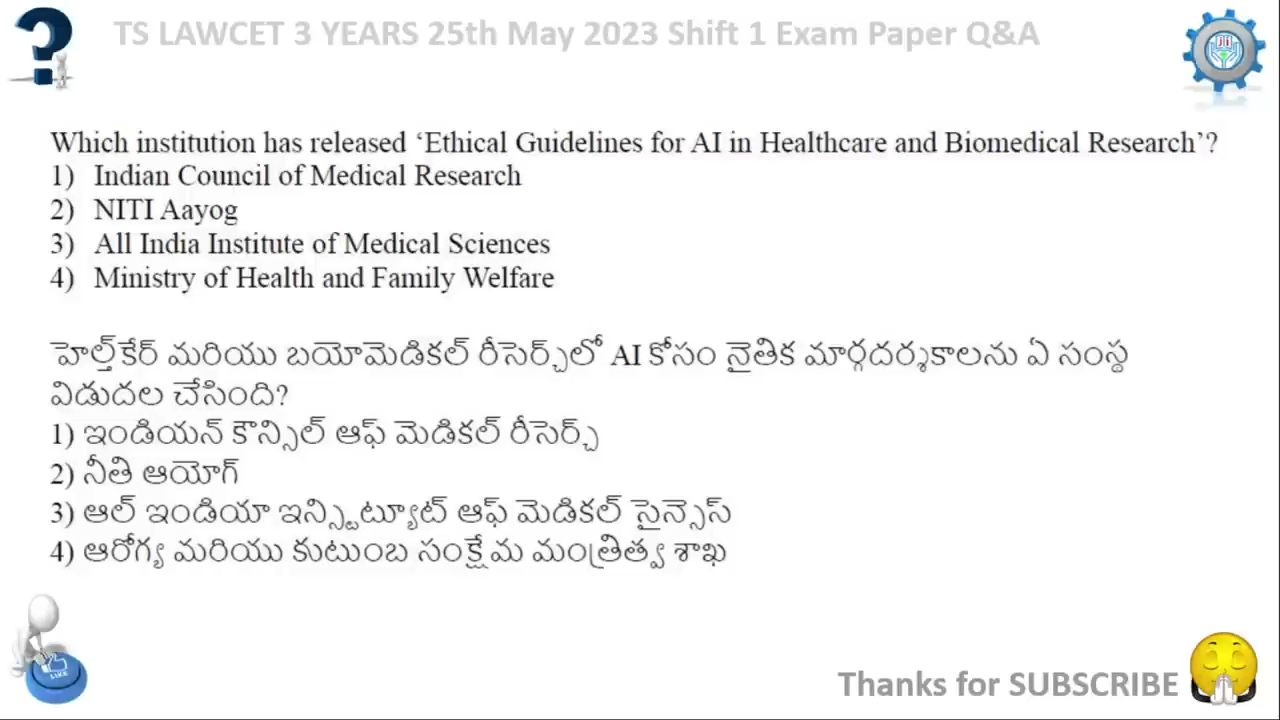 TS LAWCET 3 YEARS 25th May 2023 Shift 1 Exam Paper Q&A
Which institution has released ‘Ethical Guidelines for AI in Healthcare and Biomedical Research’?
1) Indian Council of Medical Research
2) NITI Aayog
3) All India Institute of Medical Sciences
4) Ministry of Health and Family Welfare
హెల్త్‌కేర్ మరియు బయోమెడికల్ రీసెర్చ్‌లో AI కోసం నైతిక మార్గదర్శకాలను ఏ సంస్థ
విడుదల చేసింది?
1) ఇండియన్ కౌన్సిల్ ఆఫ్ మెడికల్ రీసెర్చ్
2) నీతి ఆయోగ్
3) ఆల్ ఇండియా ఇన్స్టిట్యూట్ ఆఫ్ మెడికల్ సైన్సెస్
4) ఆరోగ్య మరియు కుటుంబ సంక్షేమ మంత్రిత్వ శాఖ
LIKE
Thanks for SUBSCRIBE